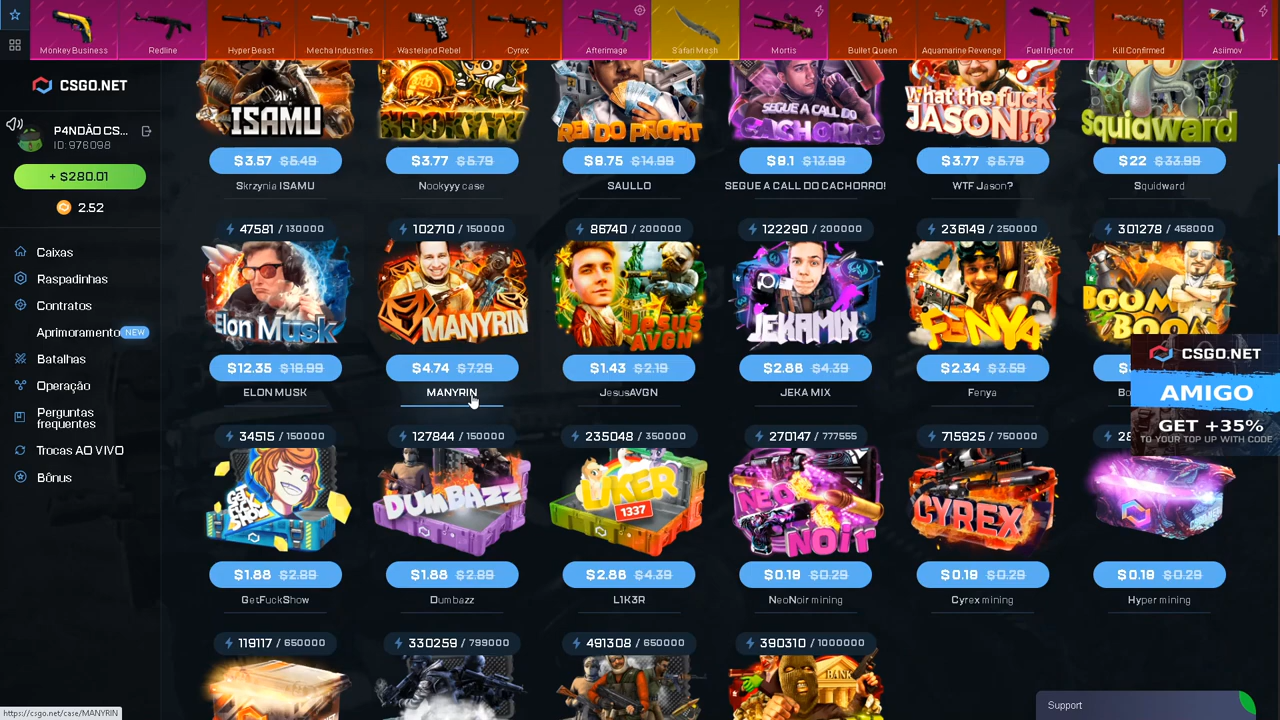 Monkey Business
Redline
Hyper Beast
Mecha Industries
Wasteland Rebel
Cyrex
Afterimage
Safari Mesh
Mortis
Bullet Queen
Aquamarine Revenge
Fuel Injector
Kill Confirmed
Asiimov
CSGO.NET
P4NDÃO CS...
ID: 976098
+ $280.01
2.52
Caixas
Raspadinhas
Contratos
Aprimoramento NEW
Batalhas
Operação
Perguntas
frequentes
Trocas AO VIVO
Bônus
ISAMU
NOOKYYY
REI DO PROFIT
SEGUE A CALL DO
CACHORRO
What the fuck
JASON!?
Squidward
$3.57 $5.49
$3.77 $5.79
$8.75 $14.99
$8.1 $13.99
$3.77 $5.79
$22 $33.99
Skrzynia ISAMU
Nookyyy case
SAULLO
SEGUE A CALL DO CACHORRO!
WTF Jason?
Squidward
47581 / 130000
102710 / 150000
86740 / 200000
122290 / 200000
236149 / 250000
301278 / 458000
Elon Musk
MANYRIN
Jesus
AVGN
JEKAMIN
FENYA
BOOM
BOOM
$12.35 $18.99
$4.74 $7.29
$1.43 $2.19
$2.86 $4.39
$2.34 $3.59
ELON MUSK
MANYRIN
JesusAVGN
JEKA MIX
Fenya
CSGO.NET
AMIGO
GET +35%
TO YOUR TOP UP WITH CODE
34515 / 150000
127844 / 150000
235048 / 350000
270147 / 777555
715925 / 750000
Get
Fuck
Show
DUMBAZZ
LIKER
1337
NEO
NOIR
CYREX
$1.88 $2.89
$1.88 $2.89
$2.86 $4.39
$0.19 $0.29
$0.19 $0.29
$0.19 $0.29
GetFuckShow
Dumbazz
L1K3R
NeoNoir mining
Cyrex mining
Hyper mining
119117 / 650000
330259 / 799000
491308 / 650000
390310 / 1000000
BANK
Support
https://csgo.net/case/MANYRIN